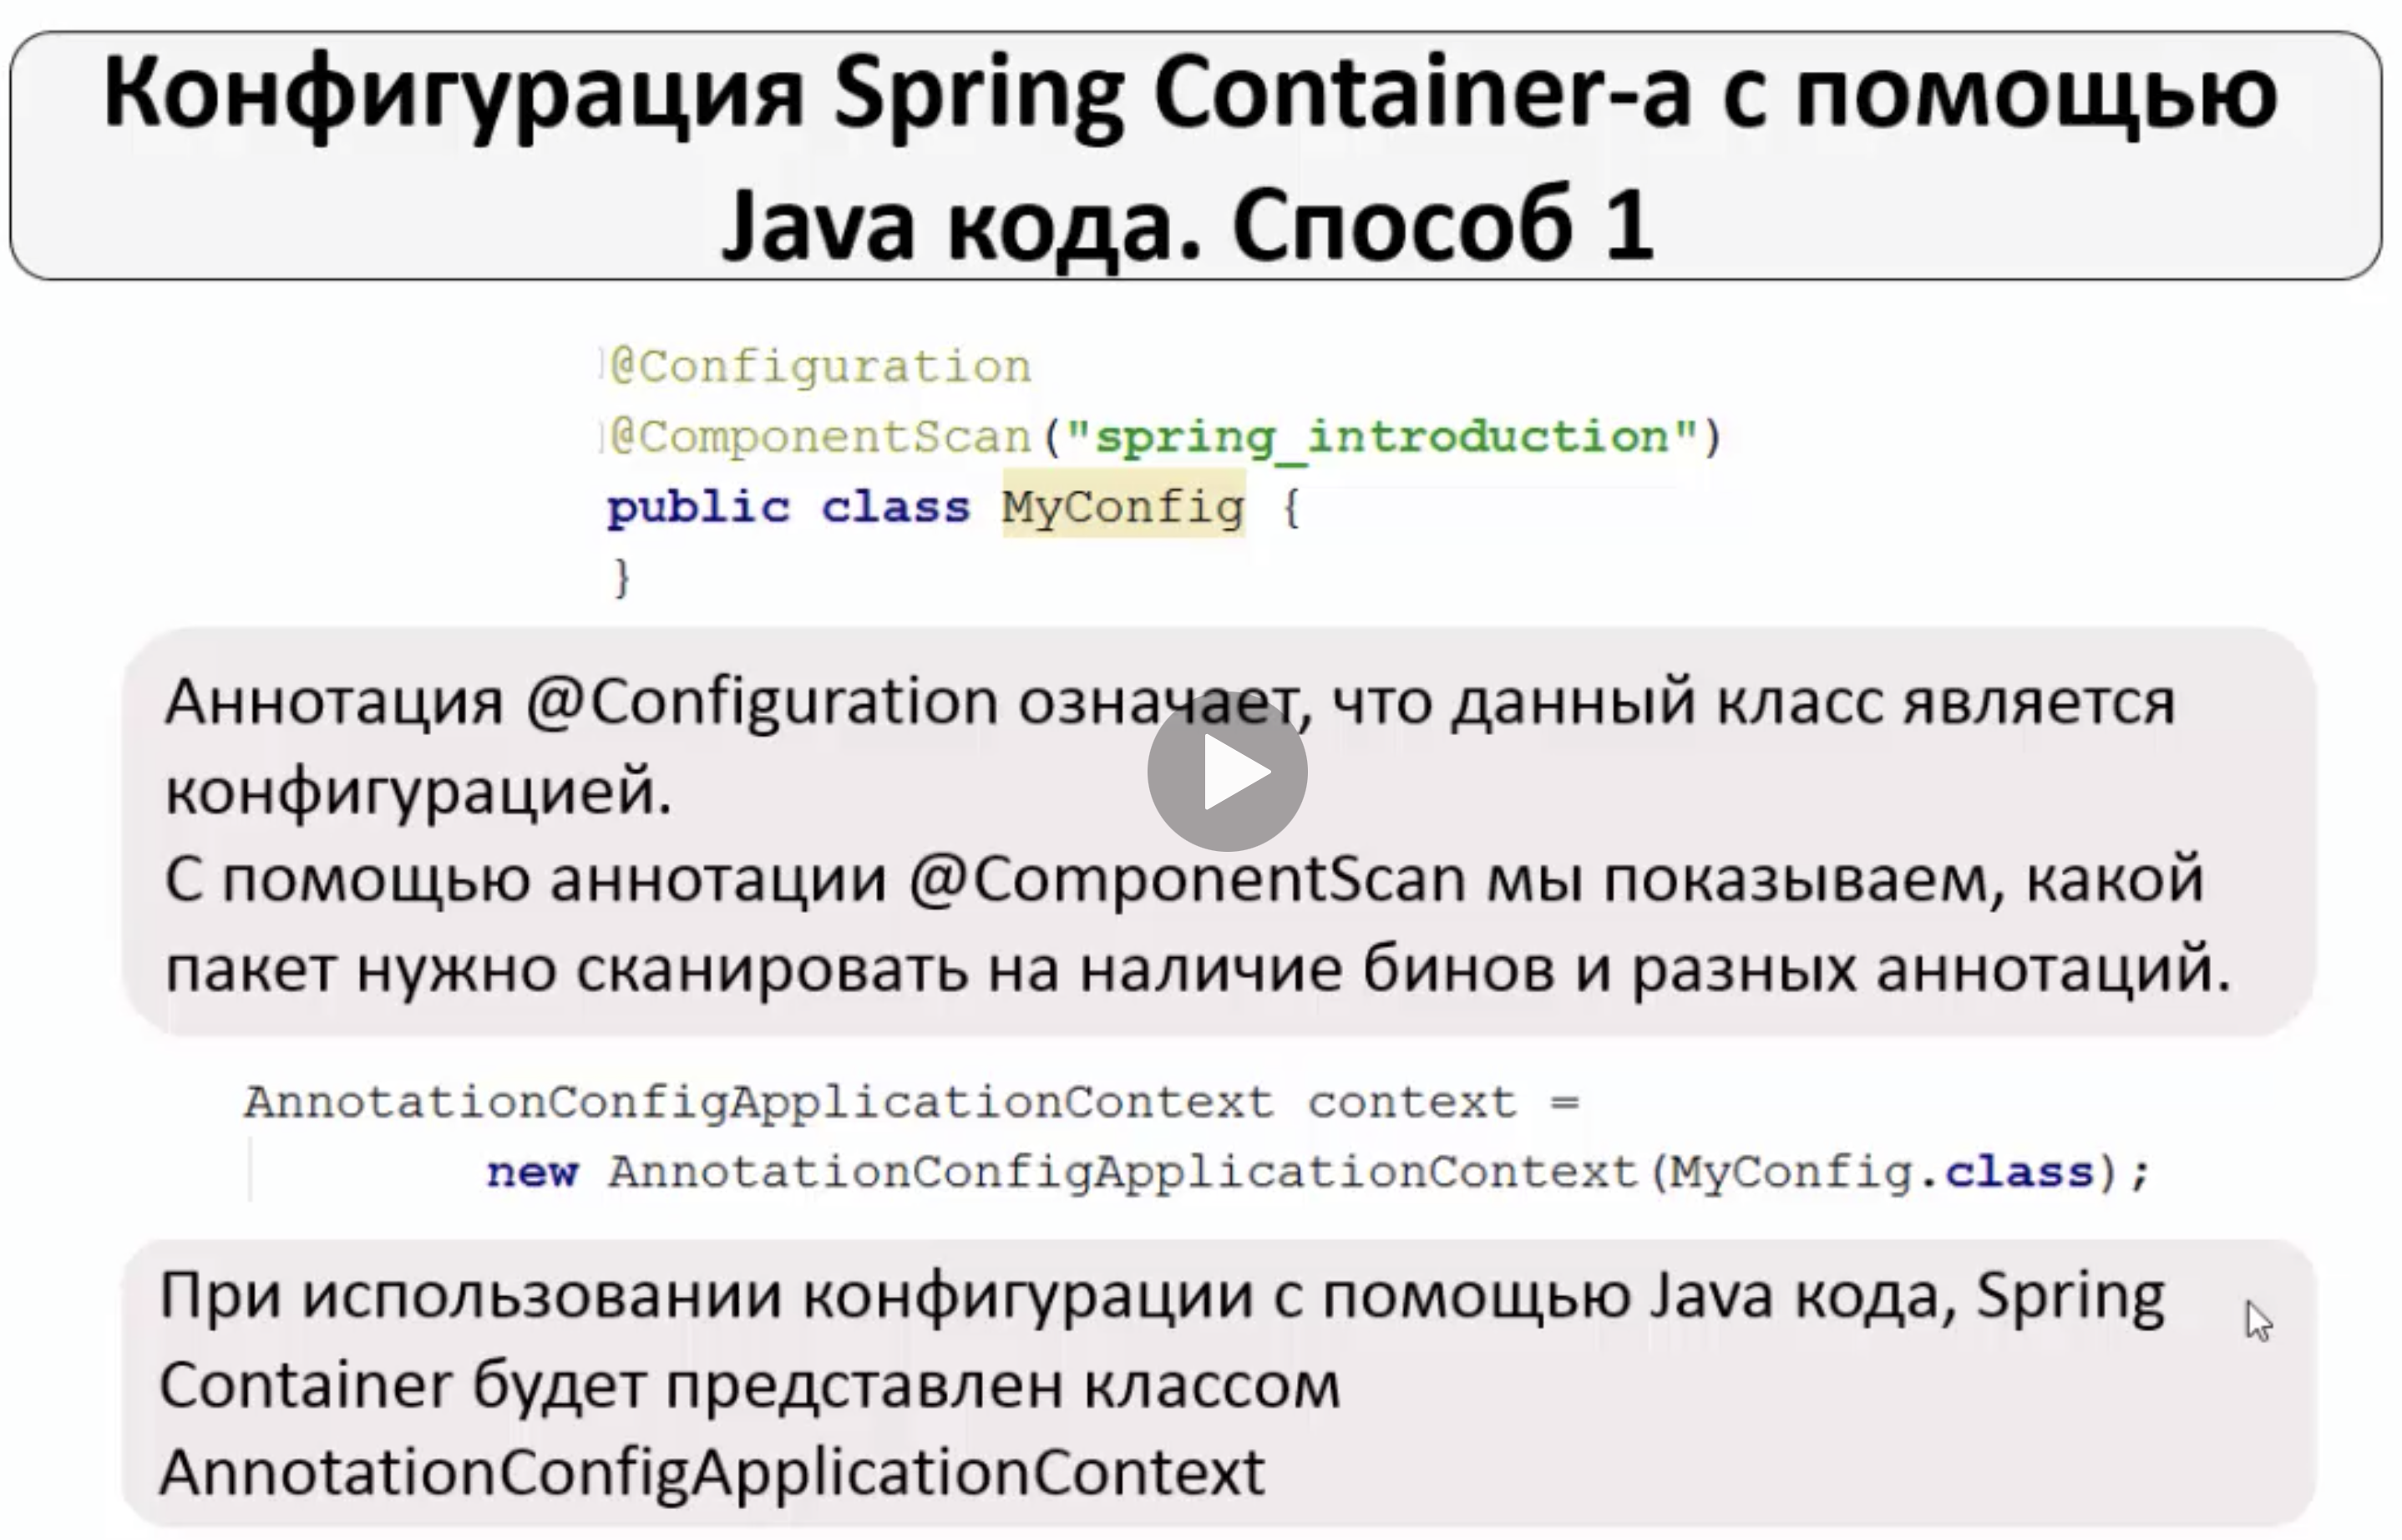 Конфигурация Spring Container-а с помощью
Java кода. Способ 1
@Configuration
@ComponentScan("spring_introduction")
public class MyConfig {
}
Аннотация @Configuration означает, что данный класс является
конфигурацией.
С помощью аннотации @ComponentScan мы показываем, какой
пакет нужно сканировать на наличие бинов и разных аннотаций.
AnnotationConfigApplicationContext context =
new AnnotationConfigApplicationContext(MyConfig.class);
При использовании конфигурации с помощью Java кода, Spring
Container будет представлен классом
AnnotationConfigApplicationContext